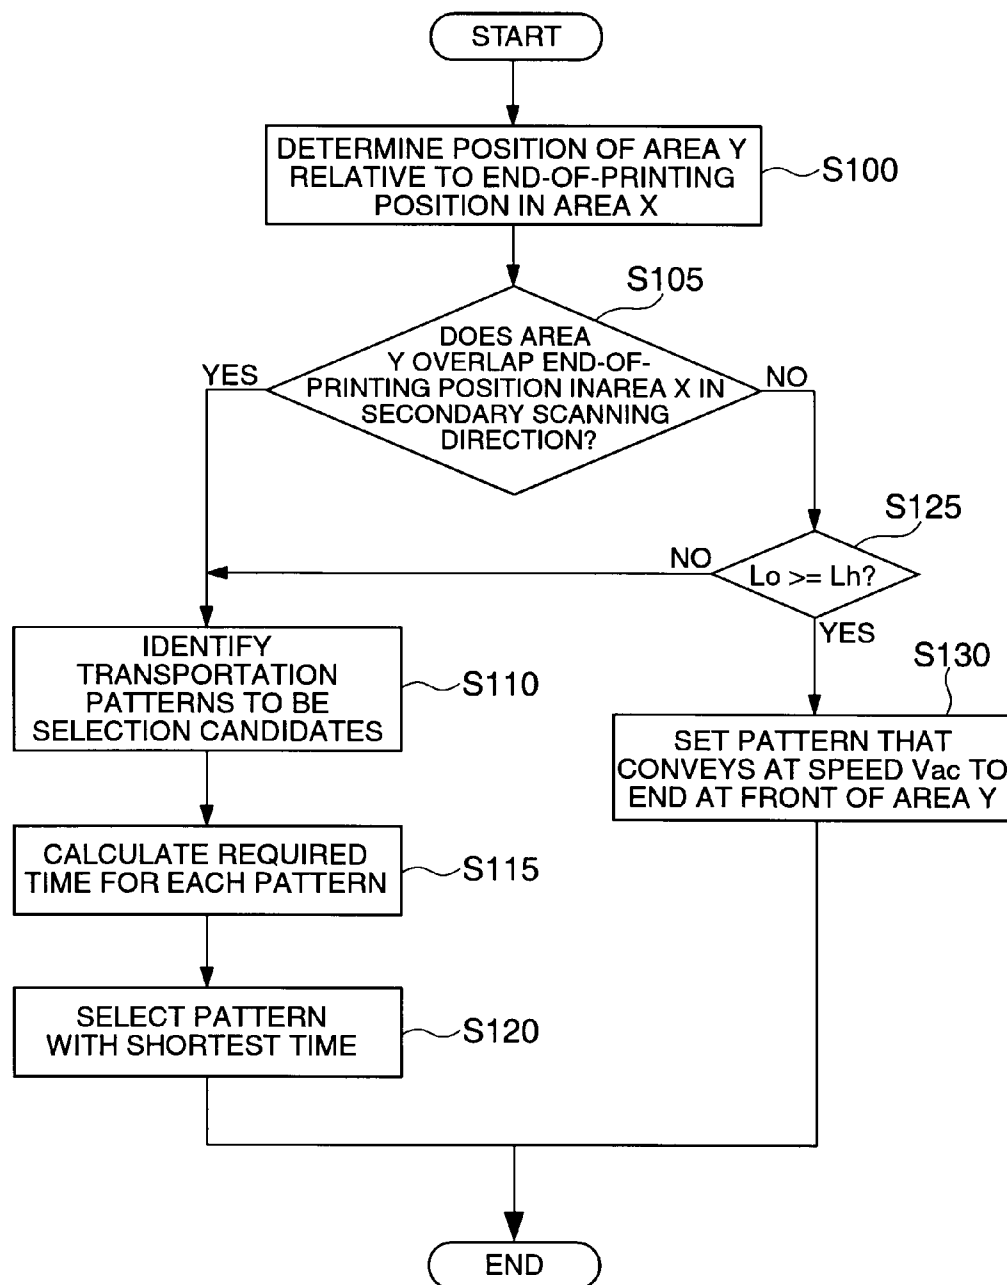 START
DETERMINE POSITION OF AREA Y
RELATIVE TO END-OF-PRINTING
POSITION IN AREA X
S100
S105
DOES AREA
Y OVERLAP END-OF-
PRINTING POSITION INAREA X IN
SECONDARY SCANNING
DIRECTION?
YES
NO
S125
Lo >= Lh?
NO
YES
IDENTIFY
TRANSPORTATION
PATTERNS TO BE
SELECTION CANDIDATES
S110
S130
SET PATTERN THAT
CONVEYS AT SPEED Vac TO
END AT FRONT OF AREA Y
CALCULATE REQUIRED
TIME FOR EACH PATTERN
S115
SELECT PATTERN
WITH SHORTEST TIME
S120
END